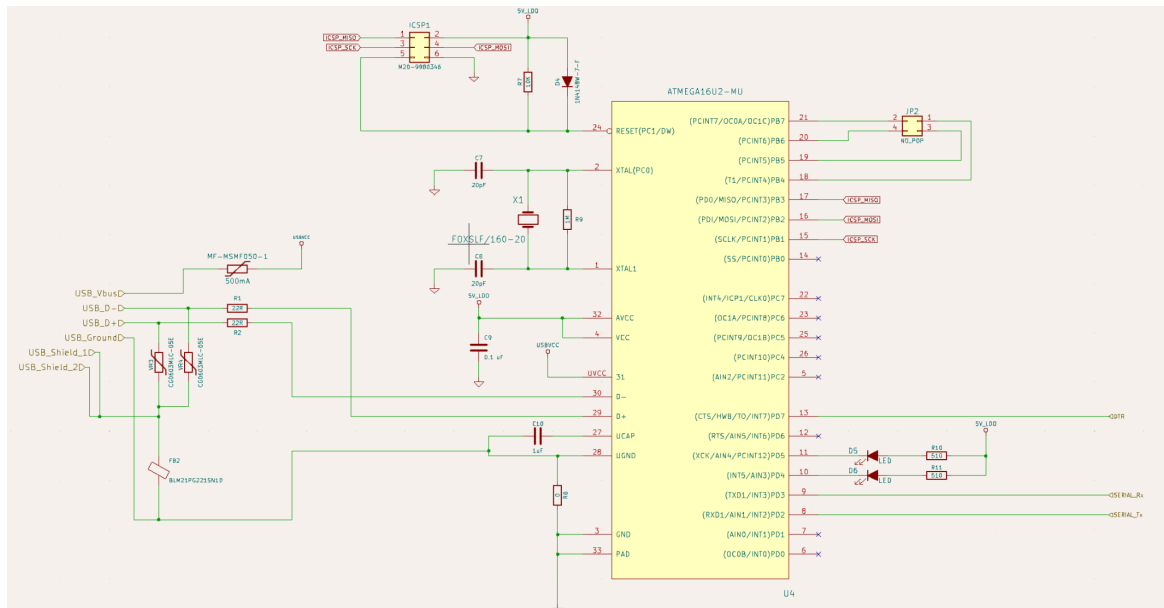 5V_LDO
ICSP1
ICSP_MISO 1 2
ICSP_SCK 3 4 ICSP_MOSI
5 6
M20-9980346
R7
10K
D4
1N4148W-7-F
ATMEGA16U2-MU
24 RESET(PC1/DW)
2 XTAL(PC0)
C7
20pF
X1
R9
1M
FOXSLF/160-20
C8
20pF
1 XTAL1
5V_LDO
32 AVCC
4 VCC
C9
0.1 uF
USBVCC
UVCC 31
30 D-
29 D+
27 UCAP
28 UGND
C10
1uF
R8
0
3 GND
33 PAD
USBVCC
MF-MSMF050-1
500mA
USB_Vbus
USB_D-
USB_D+
USB_Ground
USB_Shield_1
USB_Shield_2
R1
22R
22R
R2
VR3
CG0603MLC-05E
VR4
CG0603MLC-05E
FB2
BLM21PG221SN1D
(PCINT7/OC0A/OC1C)PB7 21
(PCINT6)PB6 20
(PCINT5)PB5 19
(T1/PCINT4)PB4 18
(PD0/MISO/PCINT3)PB3 17 ICSP_MISO
(PDI/MOSI/PCINT2)PB2 16 ICSP_MOSI
(SCLK/PCINT1)PB1 15 ICSP_SCK
(SS/PCINT0)PB0 14
(INT4/ICP1/CLK0)PC7 22
(OC1A/PCINT8)PC6 23
(PCINT9/OC1B)PC5 25
(PCINT10)PC4 26
(AIN2/PCINT11)PC2 5
(CTS/HWB/TO/INT7)PD7 13 DTR
(RTS/AIN5/INT6)PD6 12
(XCK/AIN4/PCINT12)PD5 11
(INT5/AIN3)PD4 10
(TXD1/INT3)PD3 9 SERIAL_Rx
(RXD1/AIN1/INT2)PD2 8 SERIAL_Tx
(AIN0/INT1)PD1 7
(OC0B/INT0)PD0 6
JP2
2 1
4 3
NO_POP
5V_LDO
D5
LED
R10
510
D6
LED
R11
510
U4